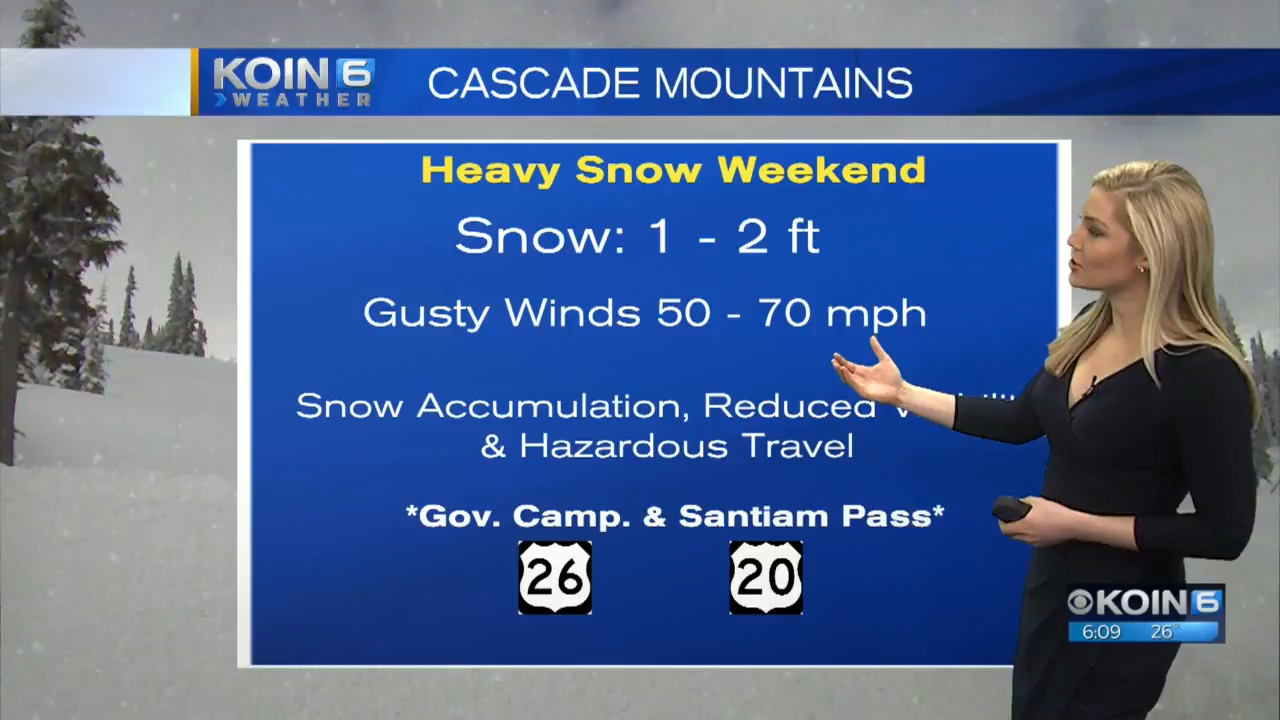 KOIN 6
WEATHER
CASCADE MOUNTAINS
Heavy Snow Weekend
Snow: 1 - 2 ft
Gusty Winds 50 - 70 mph
Snow Accumulation, Reduced
& Hazardous Travel
*Gov. Camp. & Santiam Pass*
26 20
KOIN 6
6:09 26°